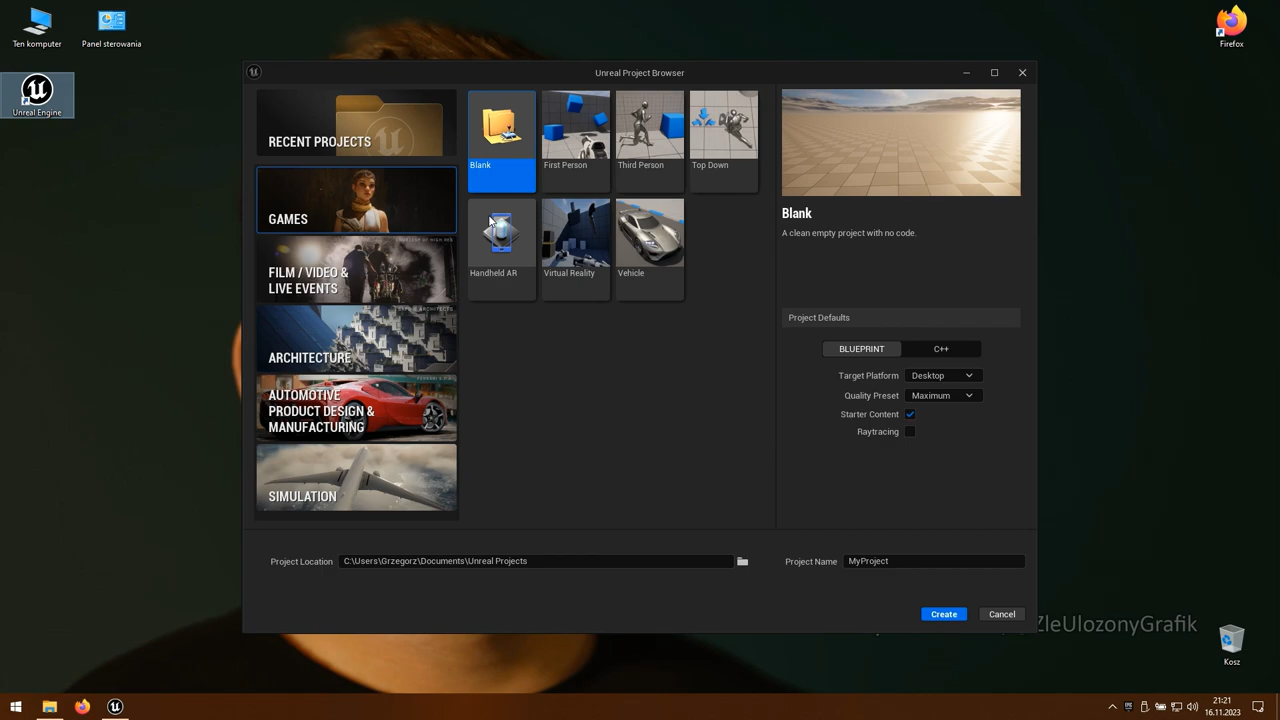 Ten komputer
Panel sterowania
Firefox
Unreal Engine
Unreal Project Browser
RECENT PROJECTS
GAMES
FILM / VIDEO &
LIVE EVENTS
ARCHITECTURE
AUTOMOTIVE
PRODUCT DESIGN &
MANUFACTURING
SIMULATION
Blank
First Person
Third Person
Top Down
Handheld AR
Virtual Reality
Vehicle
Blank
A clean empty project with no code.
Project Defaults
BLUEPRINT
C++
Target Platform
Desktop
Quality Preset
Maximum
Starter Content
Raytracing
Project Location
C:\Users\Grzegorz\Documents\Unreal Projects
Project Name
MyProject
Create
Cancel
ZleUlozonyGrafik
Kosz
21:21
16.11.2023